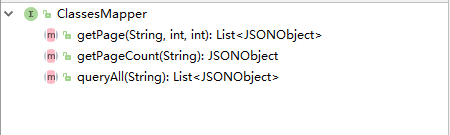 ClassesMapper
getPage(String, int, int): List<JSONObject>
getPageCount(String): JSONObject
queryAll(String): List<JSONObject>